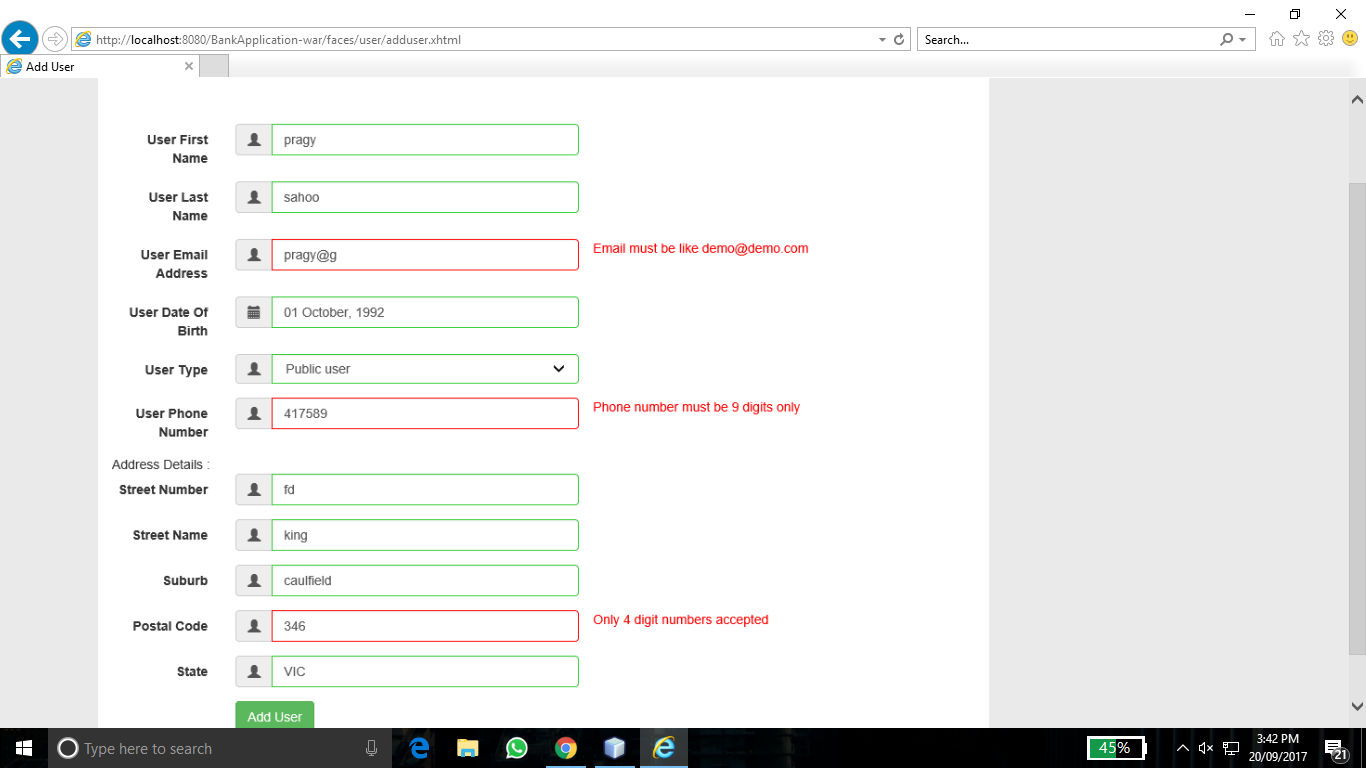 http://localhost:8080/BankApplication-war/faces/user/adduser.xhtml
Search...
Add User
User First
Name
pragy
User Last
Name
sahoo
User Email
Address
pragy@g
Email must be like demo@demo.com
User Date Of
Birth
01 October, 1992
User Type
Public user
User Phone
Number
417589
Phone number must be 9 digits only
Address Details :
Street Number
fd
Street Name
king
Suburb
caulfield
Postal Code
346
Only 4 digit numbers accepted
State
VIC
Add User
Type here to search
45%
3:42 PM
20/09/2017
21